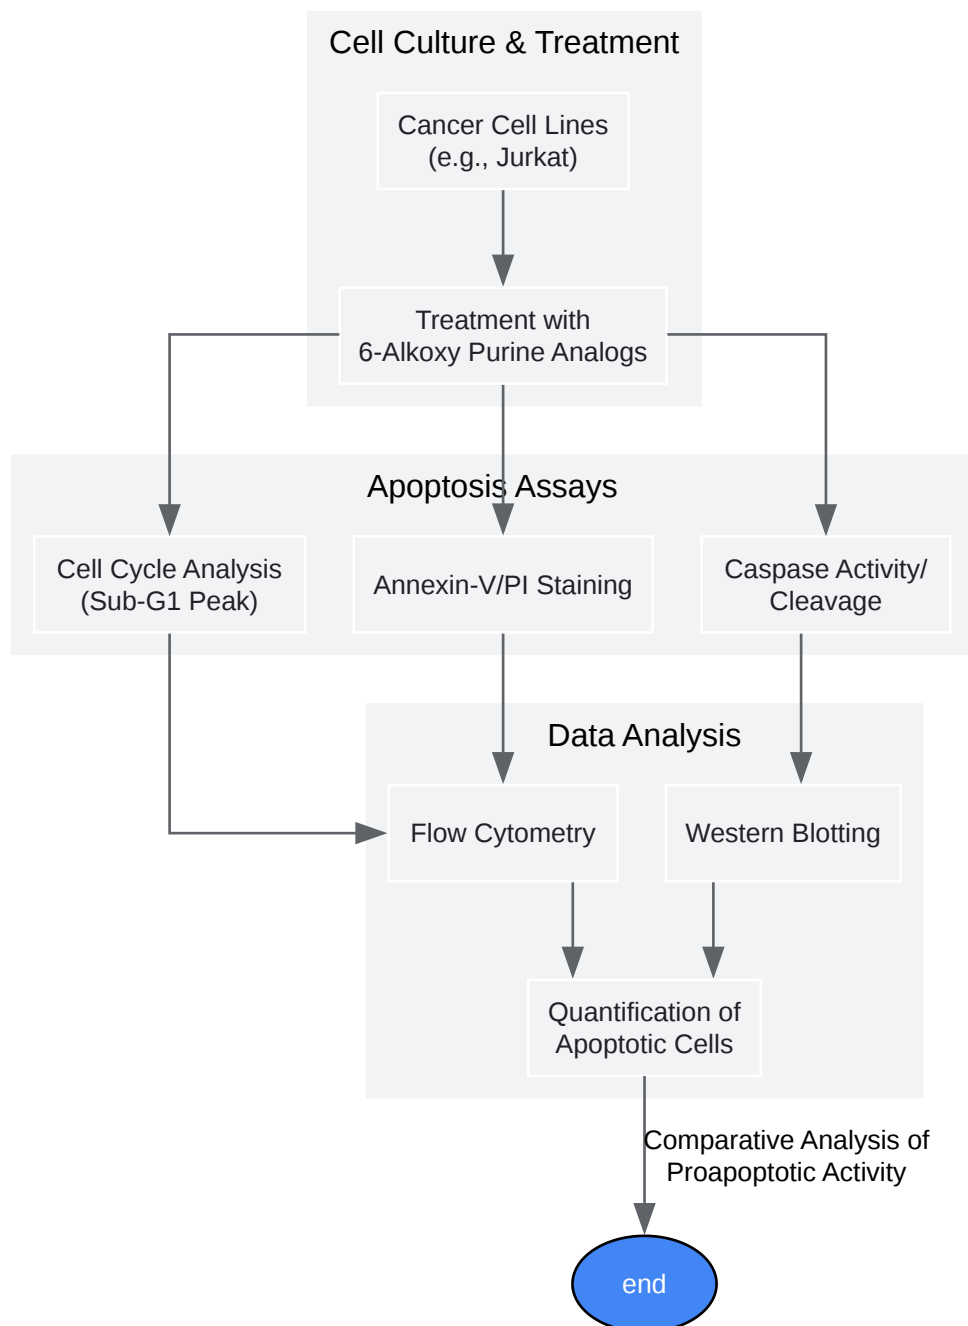 Cell Culture & Treatment
Cancer Cell Lines
(e.g., Jurkat)
Treatment with
6-Alkoxy Purine Analogs
Apoptosis Assays
Cell Cycle Analysis
(Sub-G1 Peak)
Annexin-V/PI Staining
Caspase Activity/
Cleavage
Data Analysis
Flow Cytometry
Western Blotting
Quantification of
Apoptotic Cells
Comparative Analysis of
Proapoptotic Activity
end